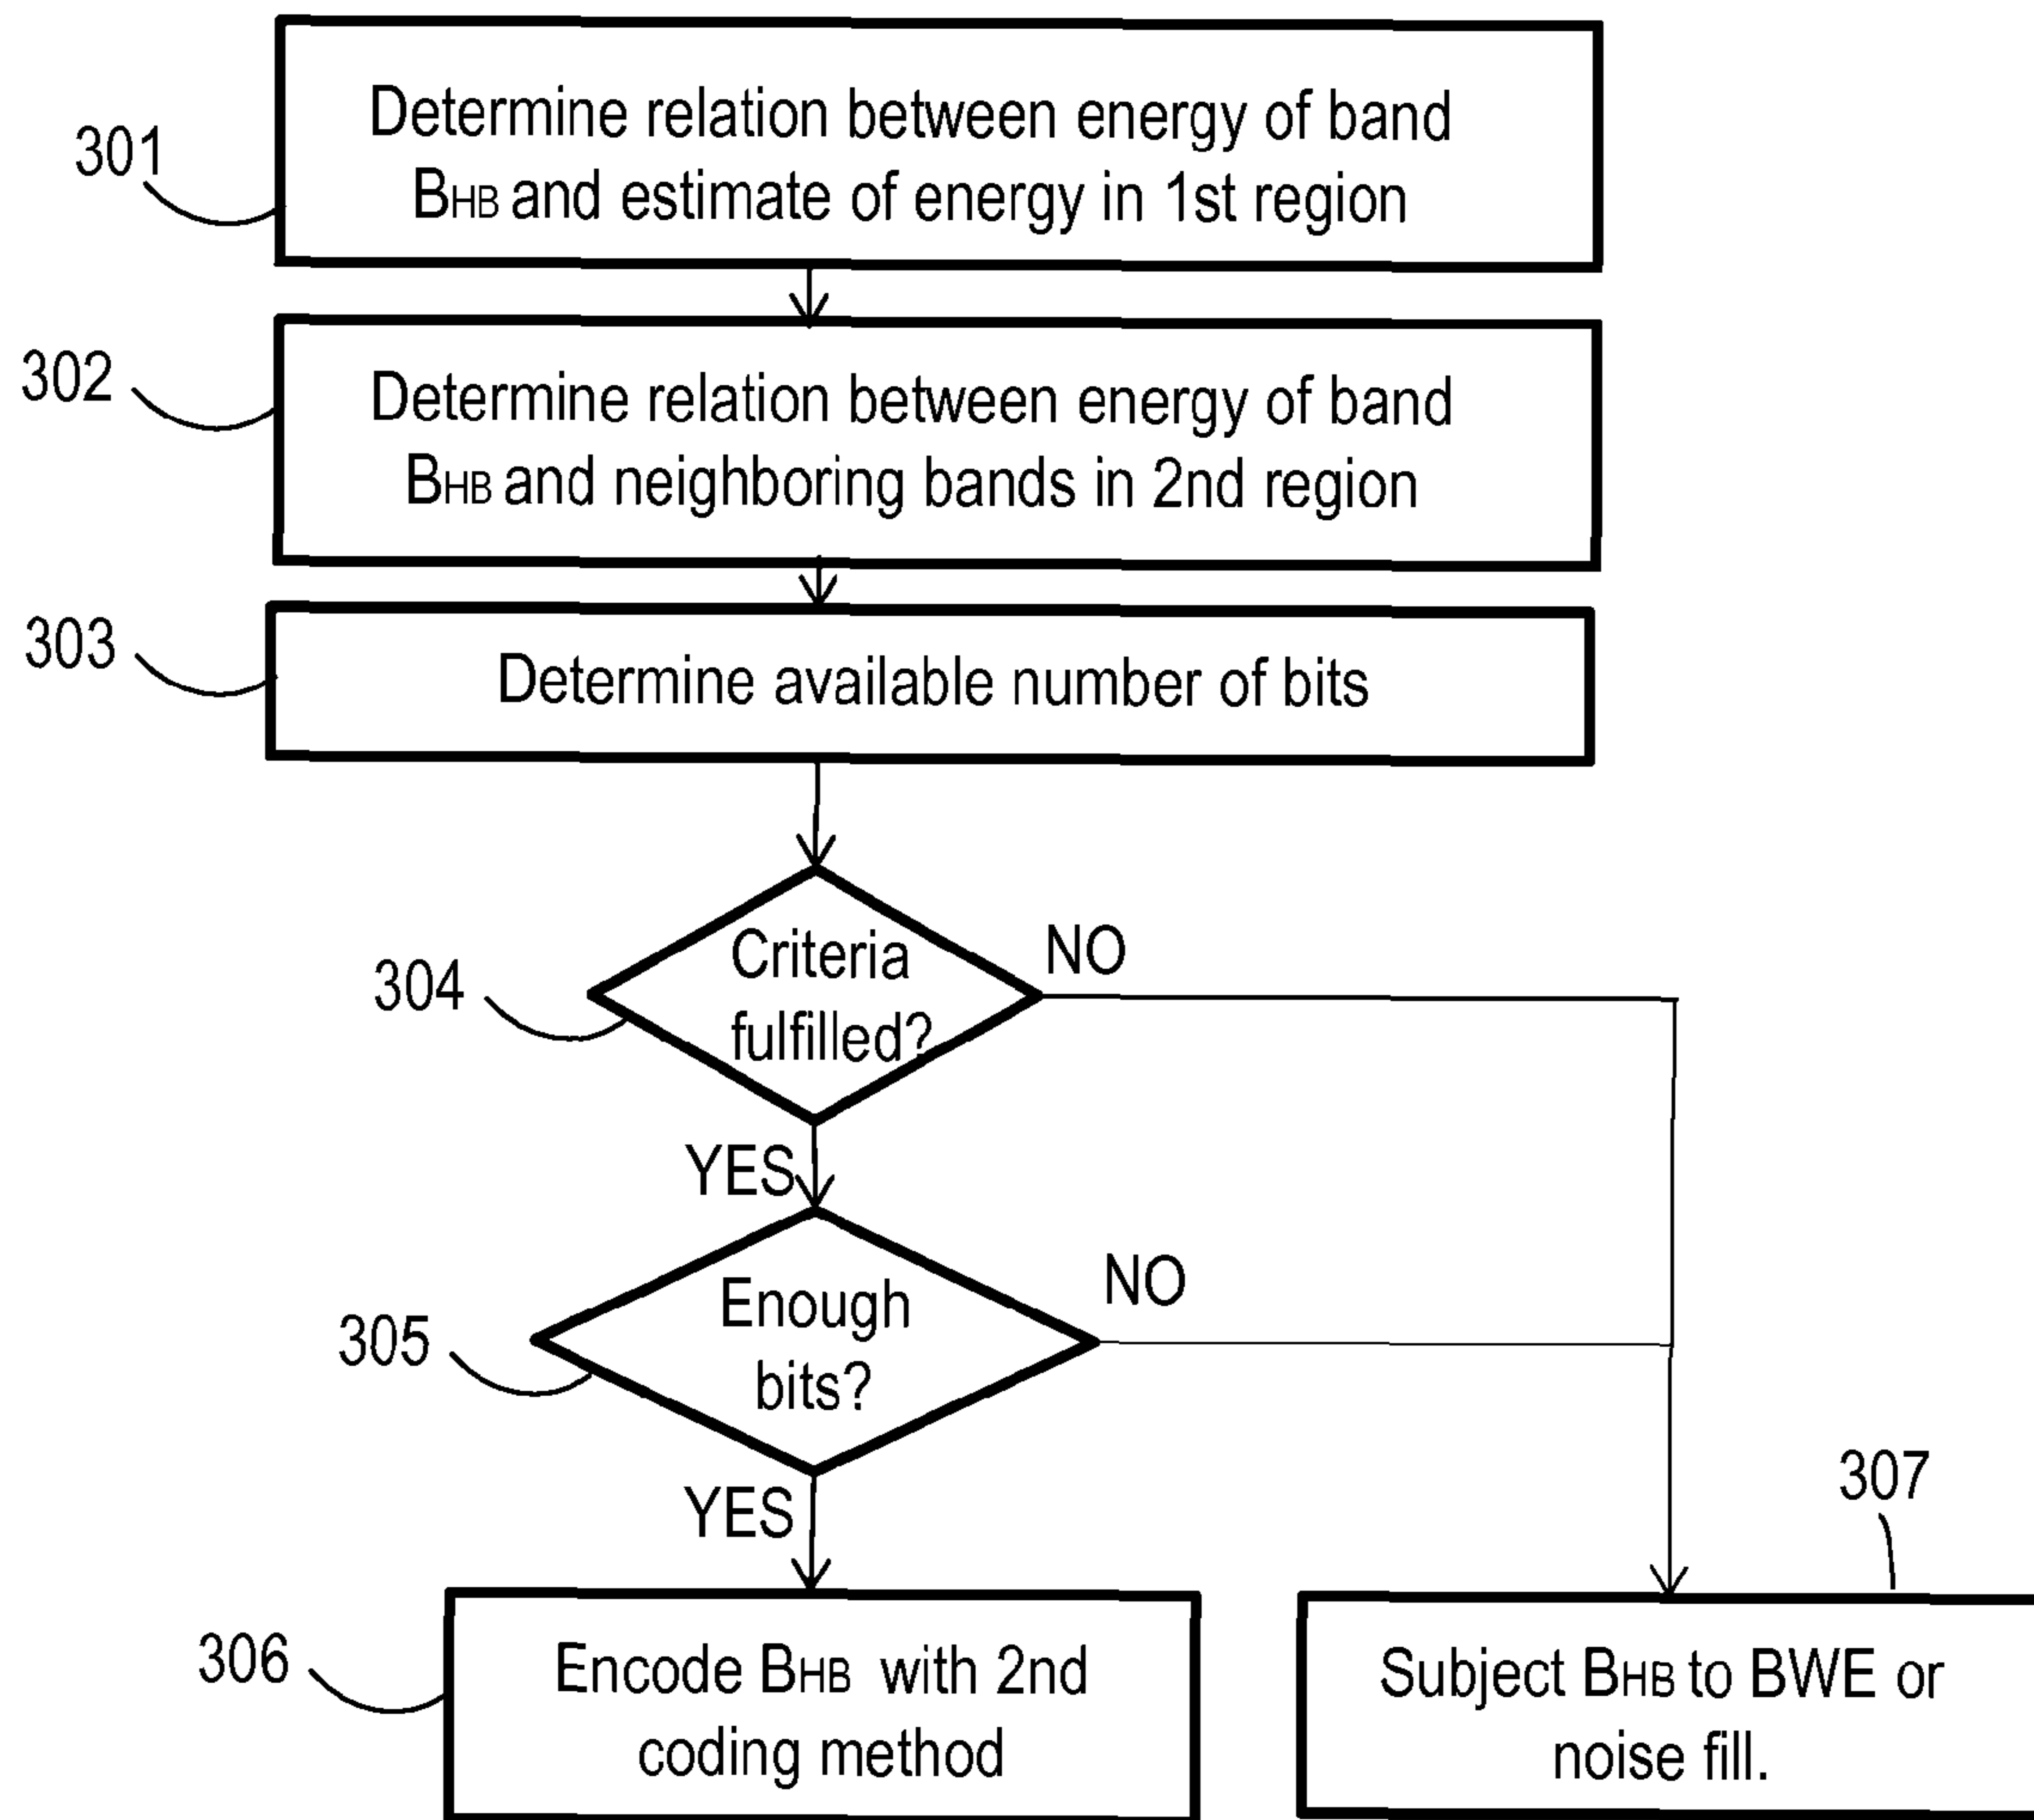 301
Determine relation between energy of band
BHB and estimate of energy in 1st region
302
Determine relation between energy of band
BHB and neighboring bands in 2nd region
303
Determine available number of bits
304
Criteria
fulfilled?
NO
YES
305
Enough
bits?
NO
YES
306
Encode BHB with 2nd
coding method
307
Subject BHB to BWE or
noise fill.